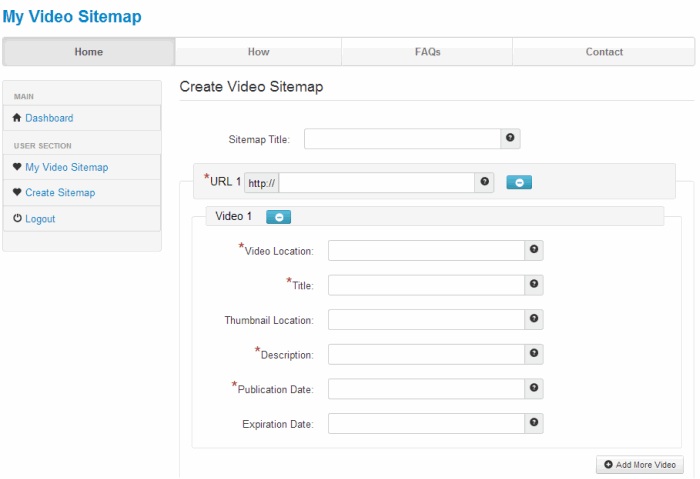 My Video Sitemap
Home How FAQs Contact
MAIN
Dashboard
USER SECTION
My Video Sitemap
Create Sitemap
Logout
Create Video Sitemap
Sitemap Title:
*URL 1 http://
Video 1
*Video Location:
*Title:
Thumbnail Location:
*Description:
*Publication Date:
Expiration Date:
Add More Video